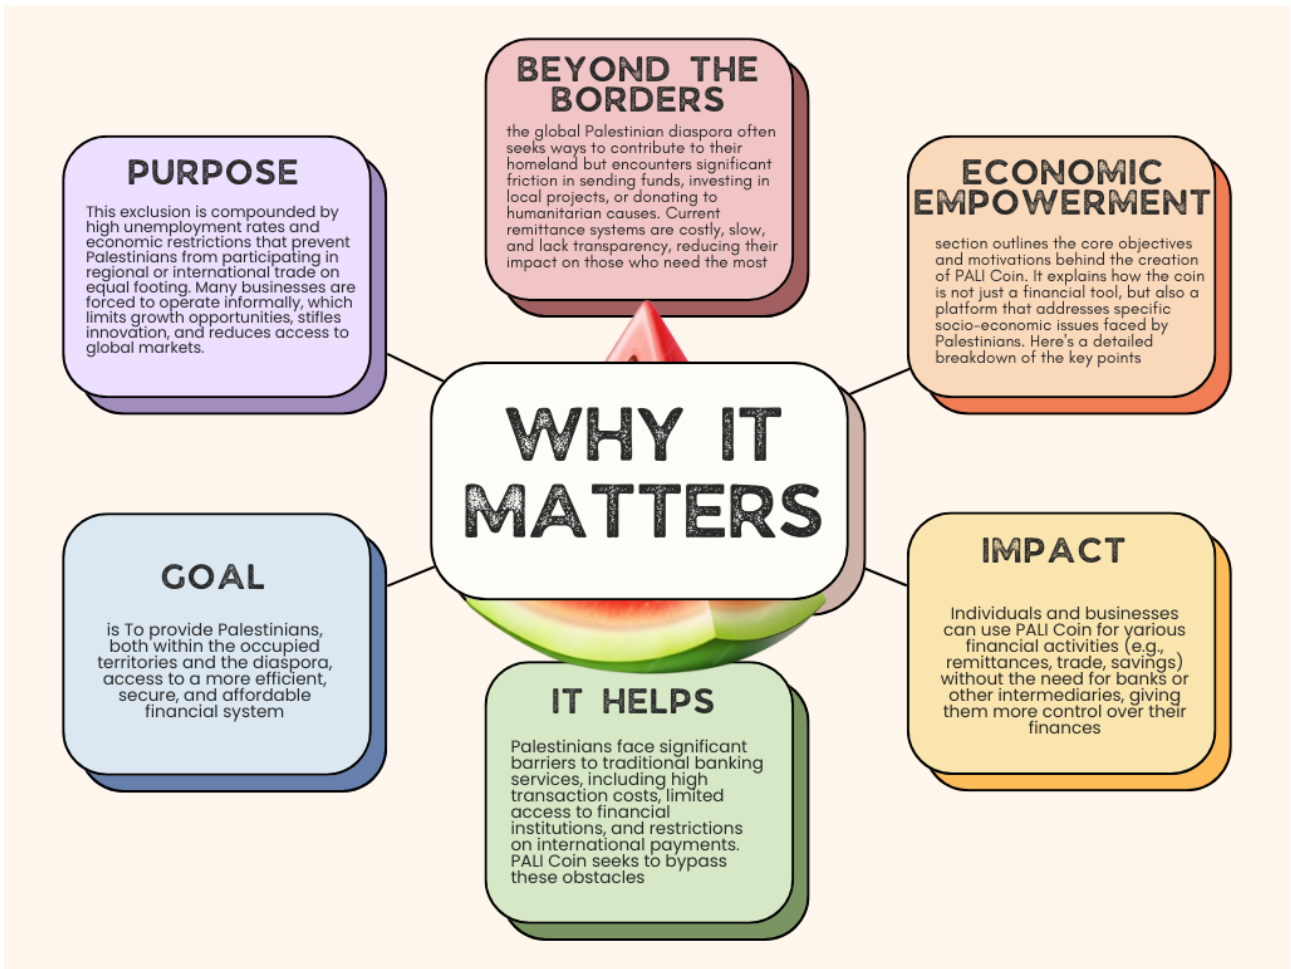 BEYOND THE
BORDERS
the global Palestinian diaspora often
seeks ways to contribute to their
homeland but encounters significant
friction in sending funds, investing in
local projects, or donating to
humanitarian causes. Current
remittance systems are costly, slow,
and lack transparency, reducing their
impact on those who need the most
PURPOSE
This exclusion is compounded by
high unemployment rates and
economic restrictions that prevent
Palestinians from participating in
regional or international trade on
equal footing. Many businesses are
forced to operate informally, which
limits growth opportunities, stifles
innovation, and reduces access to
global markets.
ECONOMIC
EMPOWERMENT
section outlines the core objectives
and motivations behind the creation
of PALI Coin. It explains how the coin
is not just a financial tool, but also a
platform that addresses specific
socio-economic issues faced by
Palestinians. Here's a detailed
breakdown of the key points
WHY IT
MATTERS
GOAL
is To provide Palestinians,
both within the occupied
territories and the diaspora,
access to a more efficient,
secure, and affordable
financial system
IMPACT
Individuals and businesses
can use PALI Coin for various
financial activities (e.g.,
remittances, trade, savings)
without the need for banks or
other intermediaries, giving
them more control over their
finances
IT HELPS
Palestinians face significant
barriers to traditional banking
services, including high
transaction costs, limited
access to financial
institutions, and restrictions
on international payments.
PALI Coin seeks to bypass
these obstacles